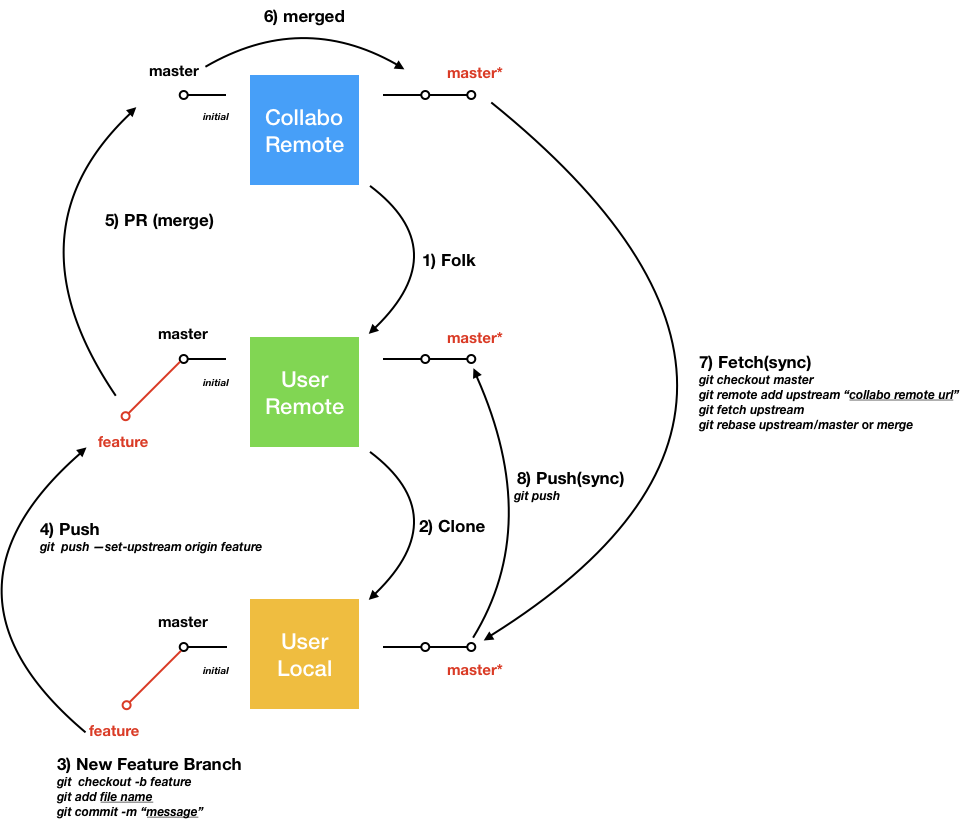 6) merged
master
master*
initial
Collabo
Remote
5) PR (merge)
1) Folk
master
master*
initial
User
Remote
feature
7) Fetch(sync)
git checkout master
git remote add upstream “collabo remote url”
git fetch upstream
git rebase upstream/master or merge
8) Push(sync)
git push
4) Push
git  push —set-upstream origin feature
2) Clone
master
initial
User
Local
master*
feature
3) New Feature Branch
git  checkout -b feature
git add file name
git commit -m “message”